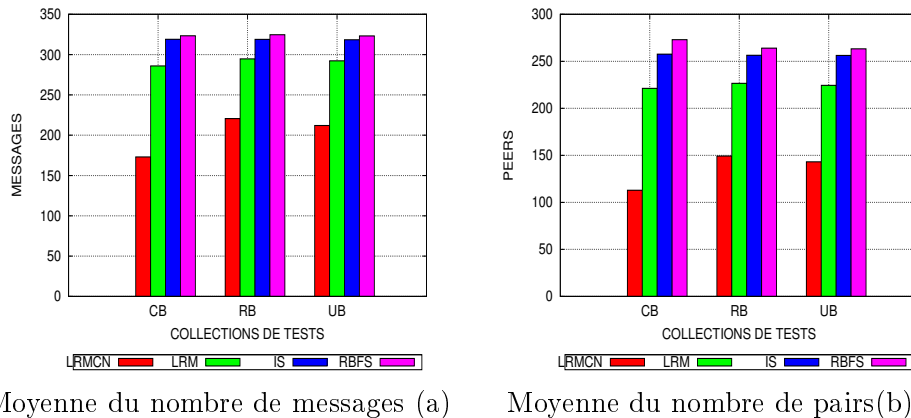 350
300
250
200
150
100
50
0
MESSAGES
CB RB UB
COLLECTIONS DE TESTS
LRMCN LRM IS RBFS
Moyenne du nombre de messages (a)
300
250
200
150
100
50
0
PEERS
CB RB UB
COLLECTIONS DE TESTS
LRMCN LRM IS RBFS
Moyenne du nombre de pairs(b)